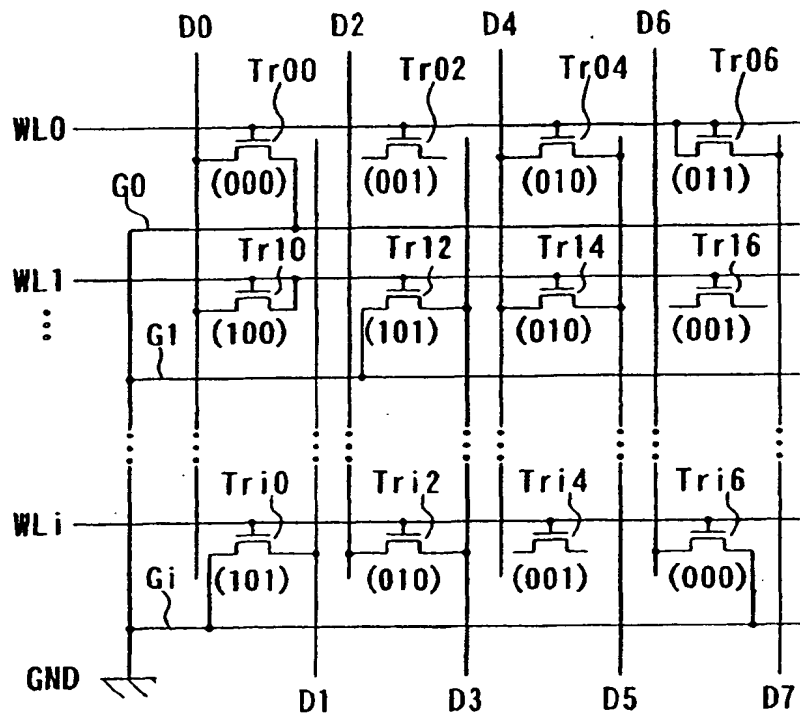 D0 D2 D4 D6
Tr00 Tr02 Tr04 Tr06
WL0
(000) (001) (010) (011)
G0
Tr10 Tr12 Tr14 Tr16
WL1
(100) (101) (010) (001)
G1
Tri0 Tri2 Tri4 Tri6
WLi
(101) (010) (001) (000)
Gi
GND
D1 D3 D5 D7